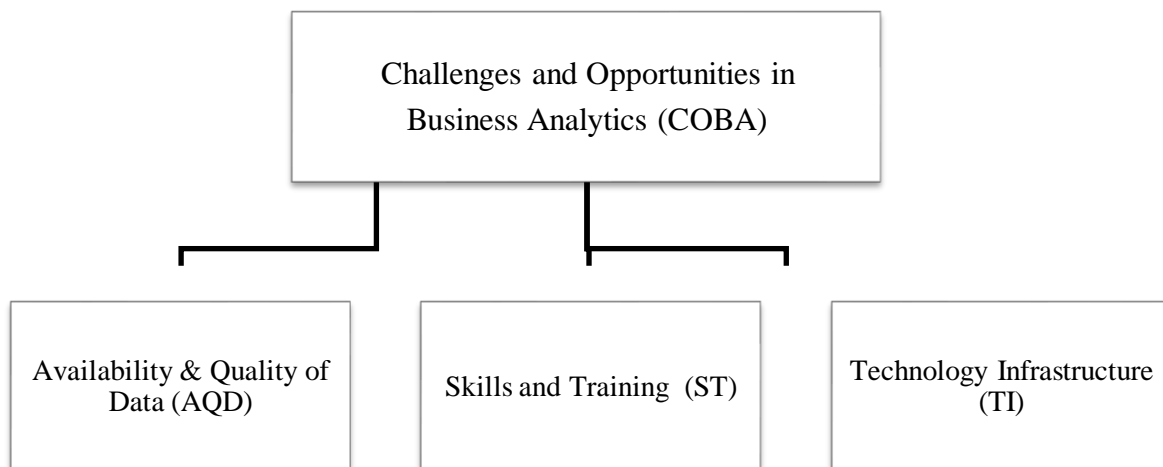 Challenges and Opportunities in
Business Analytics (COBA)
Availability & Quality of
Data (AQD)
Skills and Training (ST)
Technology Infrastructure
(TI)